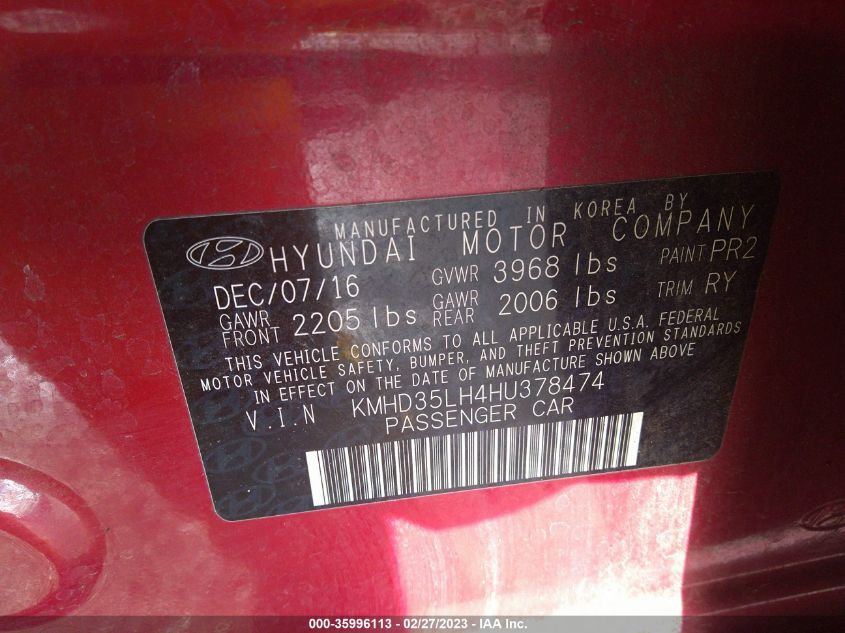 MANUFACTURED IN KOREA BY
HYUNDAI MOTOR COMPANY
DEC/07/16 GVWR 3968 lbs PAINT PR2
GAWR FRONT 2205 lbs GAWR REAR 2006 lbs TRIM RY
THIS VEHICLE CONFORMS TO ALL APPLICABLE U.S.A. FEDERAL
MOTOR VEHICLE SAFETY, BUMPER, AND THEFT PREVENTION STANDARDS
IN EFFECT ON THE DATE OF MANUFACTURE SHOWN ABOVE
V.I.N KMHD35LH4HU378474
PASSENGER CAR
000-35996113 - 02/27/2023 - IAA Inc.